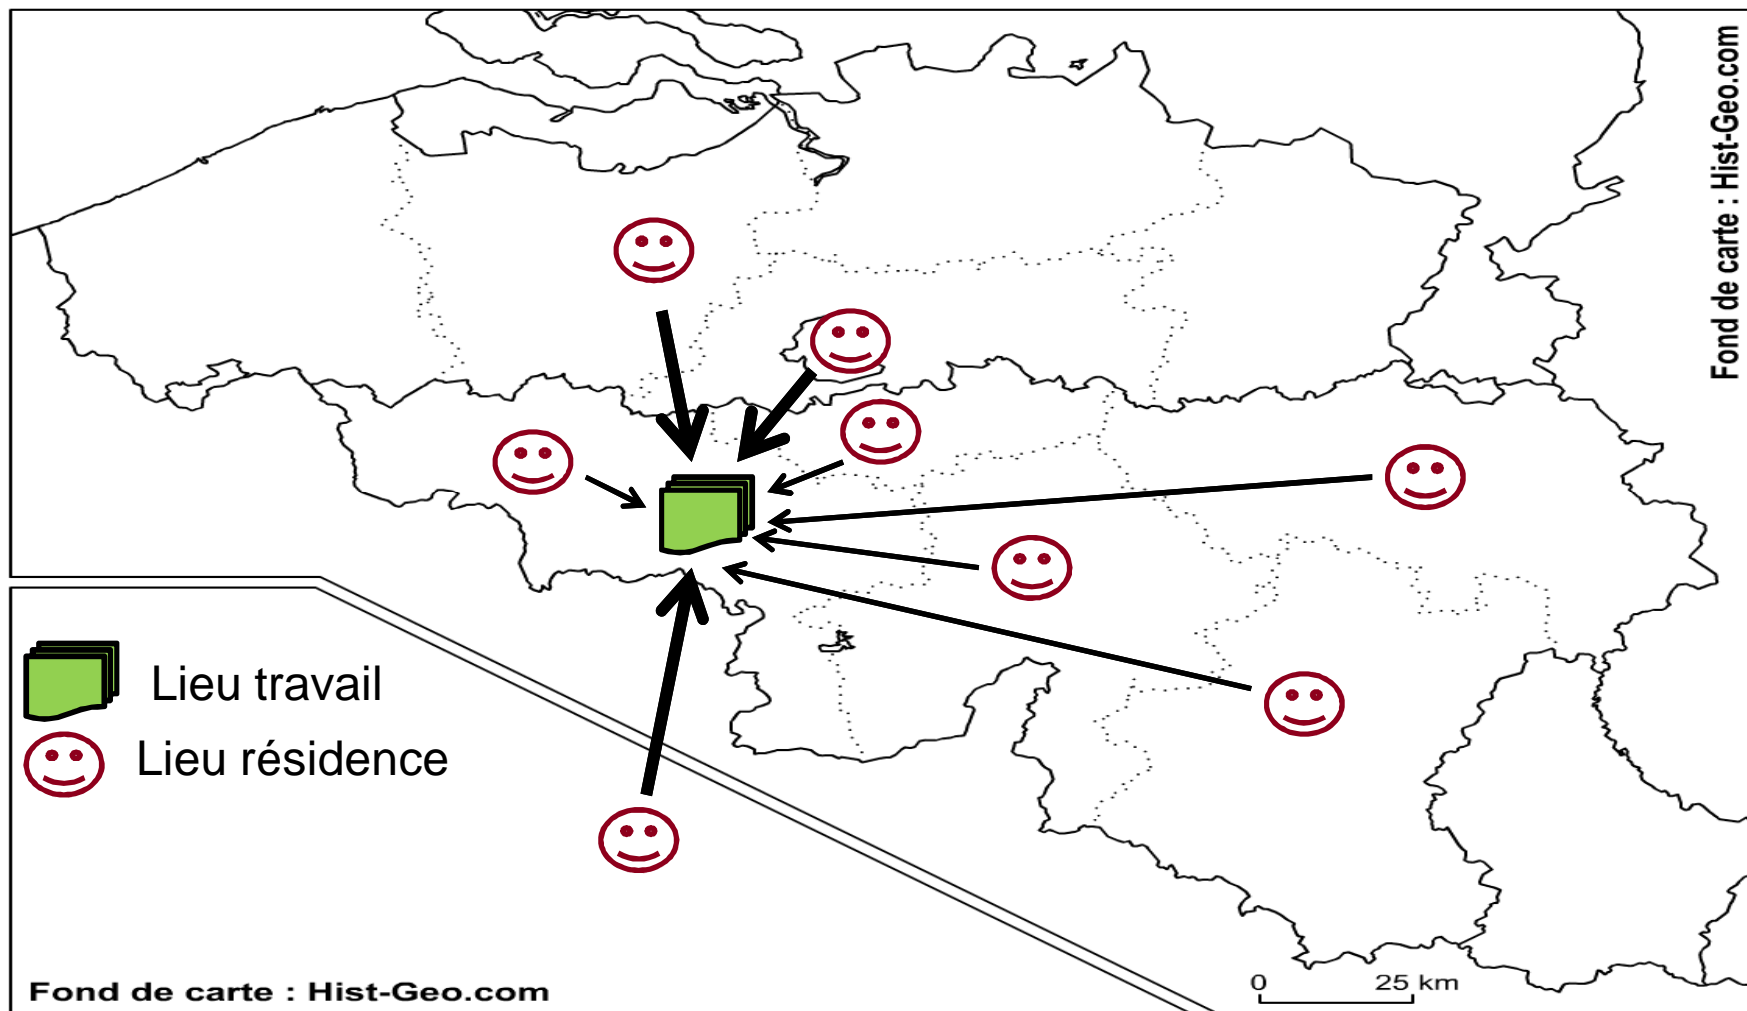 Fond de carte : Hist-Geo.com
Lieu travail
Lieu résidence
Fond de carte : Hist-Geo.com
0 25 km